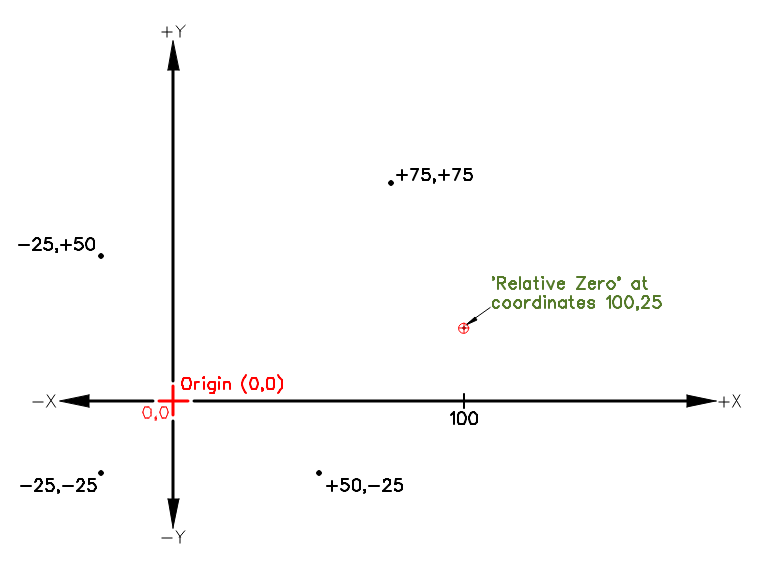 +Y
+75,+75
-25,+50
'Relative Zero' at
coordinates 100,25
Origin (0,0)
-X
+X
0,0
100
-25,-25
+50,-25
-Y